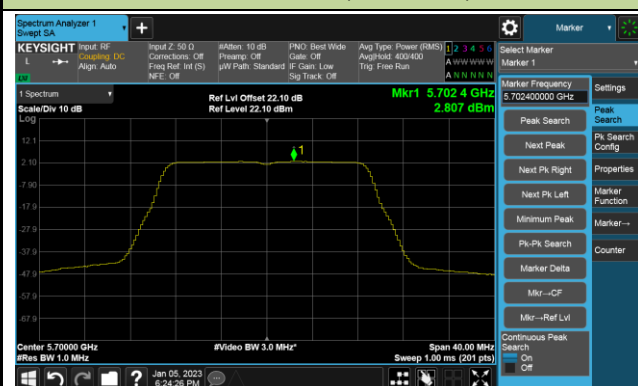 Spectrum Analyzer 1
Swept SA
Marker
KEYSIGHT
L
Input: RF
Coupling: DC
Align: Auto
Input Z: 50 Ω
Corrections: Off
Freq Ref: Int (S)
NFE: Off
#Atten: 10 dB
Preamp: Off
µW Path: Standard
PNO: Best Wide
Gate: Off
IF Gain: Low
Sig Track: Off
Avg Type: Power (RMS)
Avg|Hold: 400/400
Trig: Free Run
1 2 3 4 5 6
A W W W W W
A N N N N N
Select Marker
Marker 1
1 Spectrum
Scale/Div 10 dB
Log
Ref Lvl Offset 22.10 dB
Ref Level 22.10 dBm
Mkr1 5.702 4 GHz
2.807 dBm
Marker Frequency
5.702400000 GHz
Peak Search
Next Peak
Next Pk Right
Next Pk Left
Minimum Peak
Pk-Pk Search
Marker Delta
Mkr→CF
Mkr→Ref Lvl
Continuous Peak
Search
On
Off
Settings
Peak
Search
Pk Search
Config
Properties
Marker
Function
Marker→
Counter
12.1
2.10
-7.90
-17.9
-27.9
-37.9
-47.9
-57.9
-67.9
1
Center 5.70000 GHz
#Res BW 1.0 MHz
#Video BW 3.0 MHz*
Span 40.00 MHz
Sweep 1.00 ms (201 pts)
Jan 05, 2023
6:24:26 PM